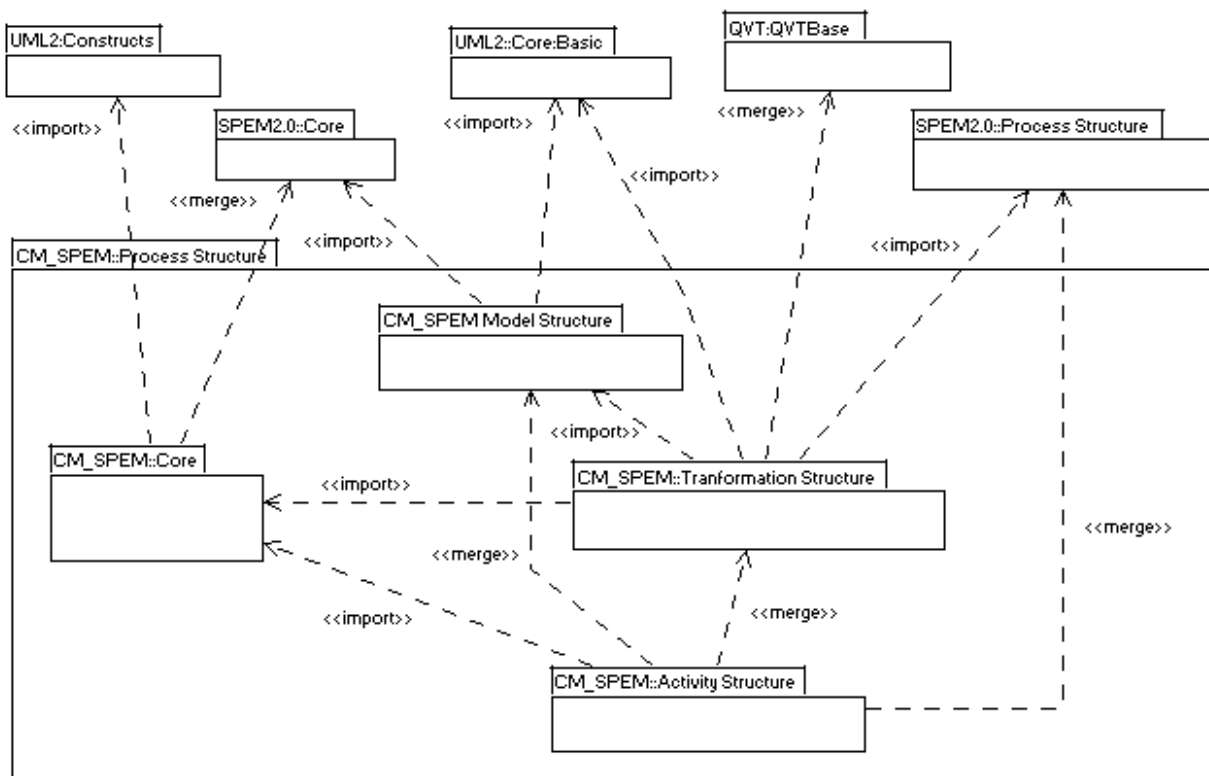 UML2:Constructs
UML2::Core:Basic
QVT:QVTBase
<<import>>
SPEM2.0::Core
<<import>>
<<merge>>
SPEM2.0::Process Structure
<<merge>>
<<import>>
<<import>>
<<import>>
CM_SPEM::Process Structure
CM_SPEM Model Structure
<<import>>
CM_SPEM::Core
CM_SPEM::Tranformation Structure
<<import>>
<<merge>>
<<merge>>
<<import>>
<<merge>>
CM_SPEM::Activity Structure